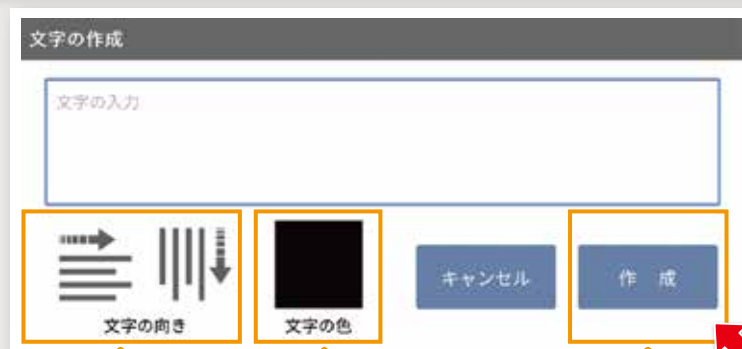 文字の作成
文字の入力
キャンセル
作 成
文字の向き
文字の色